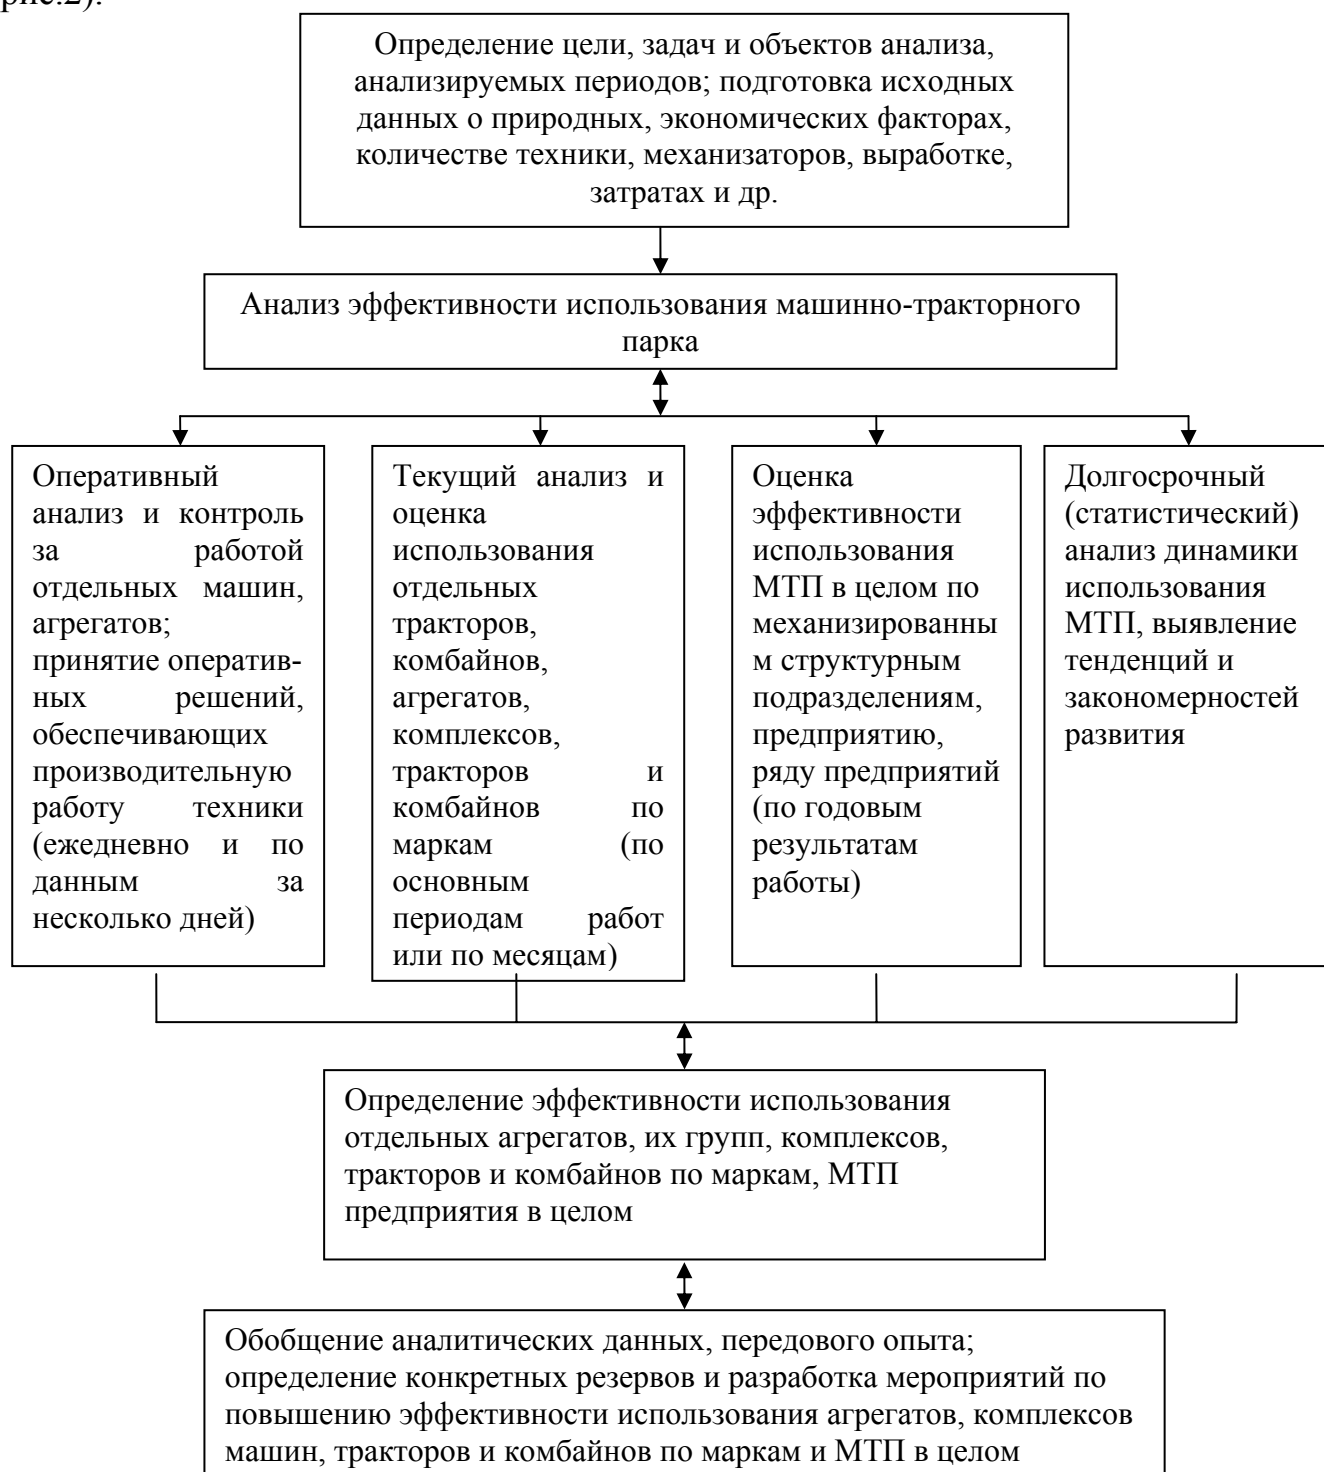 рис.2).
Определение цели, задач и объектов анализа,
анализируемых периодов; подготовка исходных
данных о природных, экономических факторах,
количестве техники, механизаторов, выработке,
затратах и др.
Анализ эффективности использования машинно-тракторного
парка
Оперативный
анализ и контроль
за работой
отдельных машин,
агрегатов;
принятие оператив-
ных решений,
обеспечивающих
производительную
работу техники
(ежедневно и по
данным за
несколько дней)
Текущий анализ и
оценка
использования
отдельных
тракторов,
комбайнов,
агрегатов,
комплексов,
тракторов и
комбайнов по
маркам (по
основным
периодам работ
или по месяцам)
Оценка
эффективности
использования
МТП в целом по
механизированны
м структурным
подразделениям,
предприятию,
ряду предприятий
(по годовым
результатам
работы)
Долгосрочный
(статистический)
анализ динамики
использования
МТП, выявление
тенденций и
закономерностей
развития
Определение эффективности использования
отдельных агрегатов, их групп, комплексов,
тракторов и комбайнов по маркам, МТП
предприятия в целом
Обобщение аналитических данных, передового опыта;
определение конкретных резервов и разработка мероприятий по
повышению эффективности использования агрегатов, комплексов
машин, тракторов и комбайнов по маркам и МТП в целом